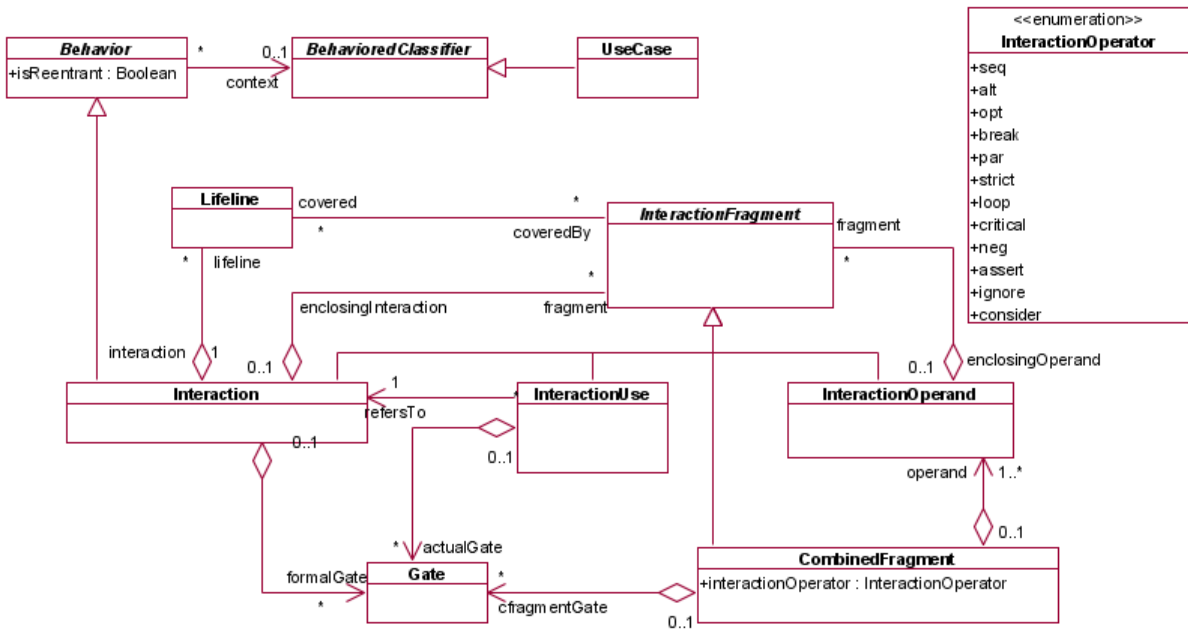 Behavior
+isReentrant : Boolean
*
0..1
context
BehavioredClassifier
UseCase
<<enumeration>>
InteractionOperator
+seq
+alt
+opt
+break
+par
+strict
+loop
+critical
+neg
+assert
+ignore
+consider
Lifeline
covered
*
*
coveredBy
InteractionFragment
fragment
*
*
lifeline
enclosingInteraction
*
fragment
interaction
1
0..1
0..1
enclosingOperand
Interaction
1
refersTo
*
InteractionUse
InteractionOperand
0..1
0..1
operand
1..*
*
actualGate
0..1
formalGate
*
Gate
*
cfragmentGate
0..1
CombinedFragment
+interactionOperator : InteractionOperator